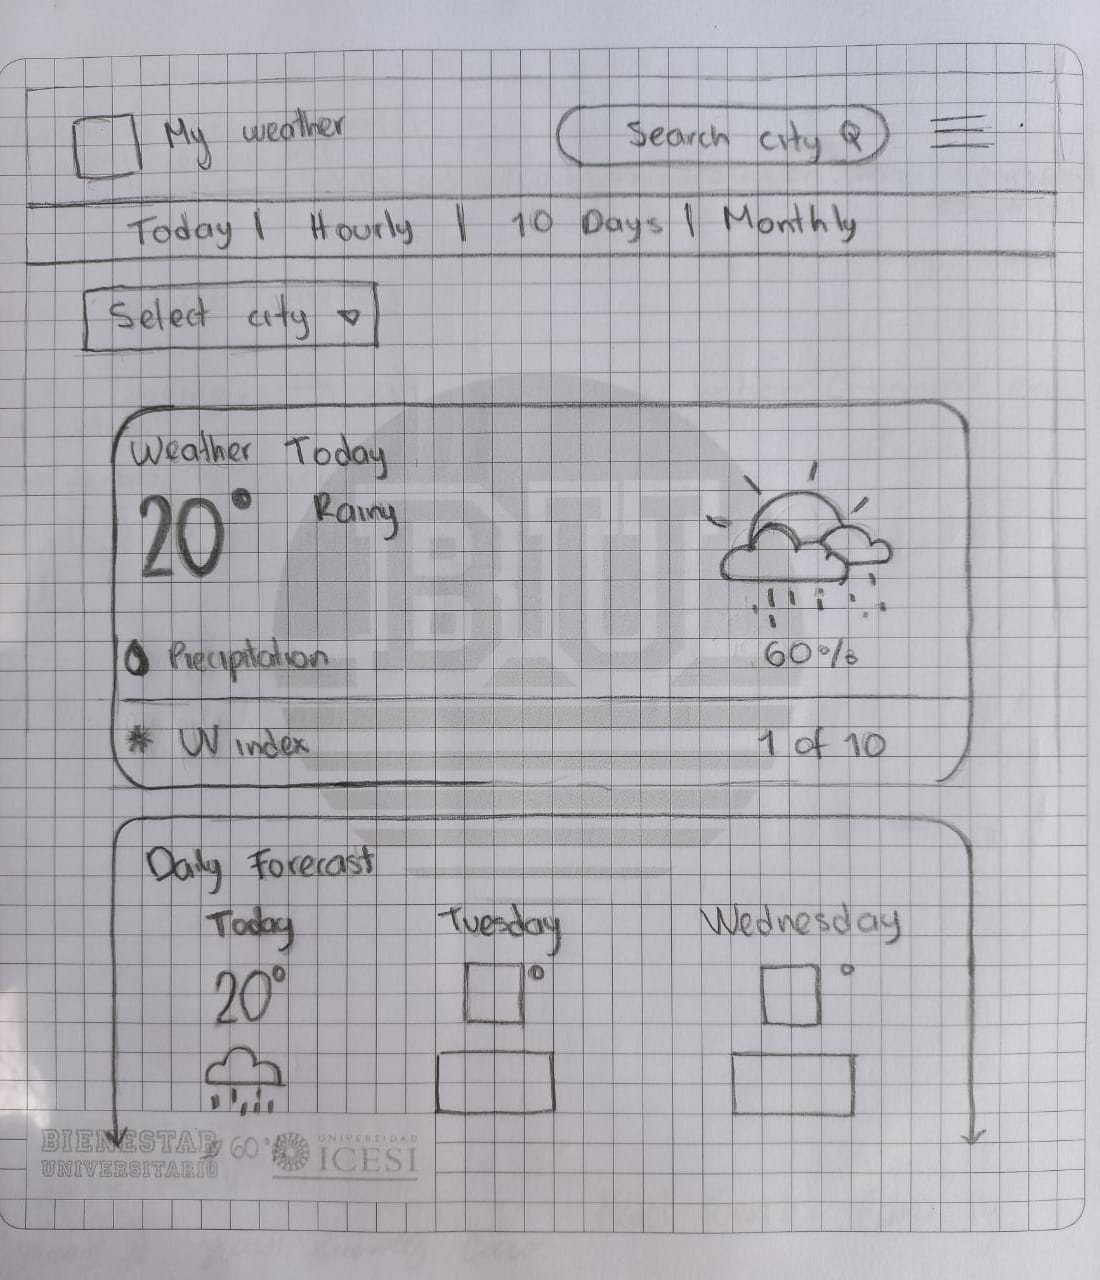 My weather
Search city
Today | Hourly | 10 Days | Monthly
Select city
Weather Today
20° Rainy
Precipitation 60%
* UV index 1 of 10
Daily Forecast
Today Tuesday Wednesday
20° ° °
BIENESTAR
UNIVERSITARIO
60°
UNIVERSIDAD
ICESI
BU